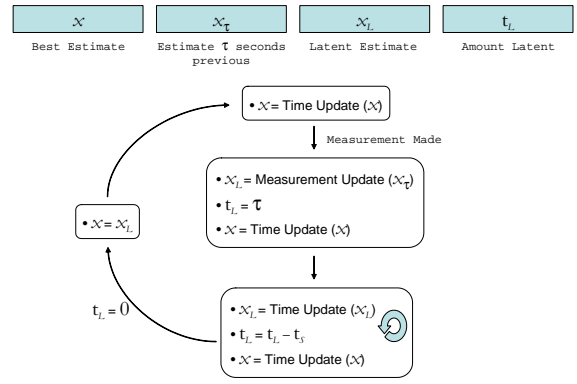 x
x_τ
x_L
t_L
Best Estimate
Estimate τ seconds previous
Latent Estimate
Amount Latent
• x = Time Update (x)
Measurement Made
• x_L = Measurement Update (x_τ)
• t_L = τ
• x = Time Update (x)
• x = x_L
t_L = 0
• x_L = Time Update (x_L)
• t_L = t_L – t_s
• x = Time Update (x)